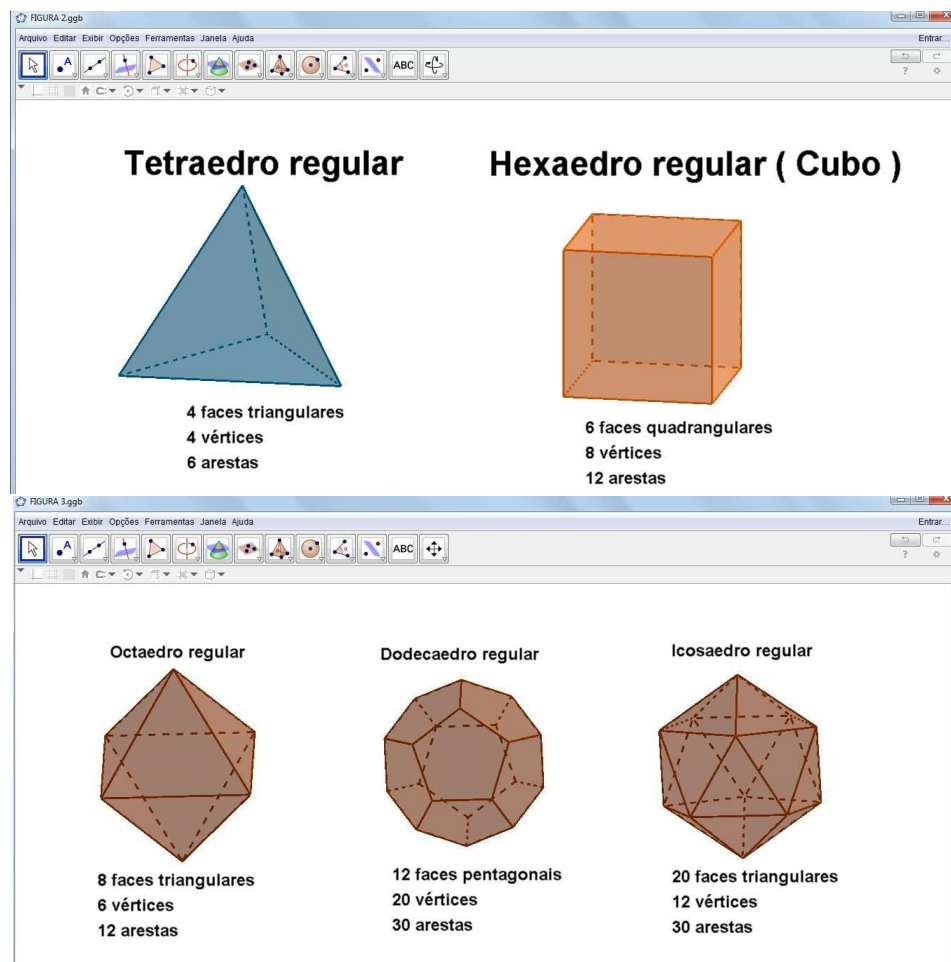 FIGURA 2.ggb
Arquivo Editar Exibir Opções Ferramentas Janela Ajuda
Entrar...
A
ABC
?
Tetraedro regular
Hexaedro regular ( Cubo )
4 faces triangulares
4 vértices
6 arestas
6 faces quadrangulares
8 vértices
12 arestas
FIGURA 3.ggb
Arquivo Editar Exibir Opções Ferramentas Janela Ajuda
Entrar...
A
ABC
?
Octaedro regular
Dodecaedro regular
Icosaedro regular
8 faces triangulares
6 vértices
12 arestas
12 faces pentagonais
20 vértices
30 arestas
20 faces triangulares
12 vértices
30 arestas